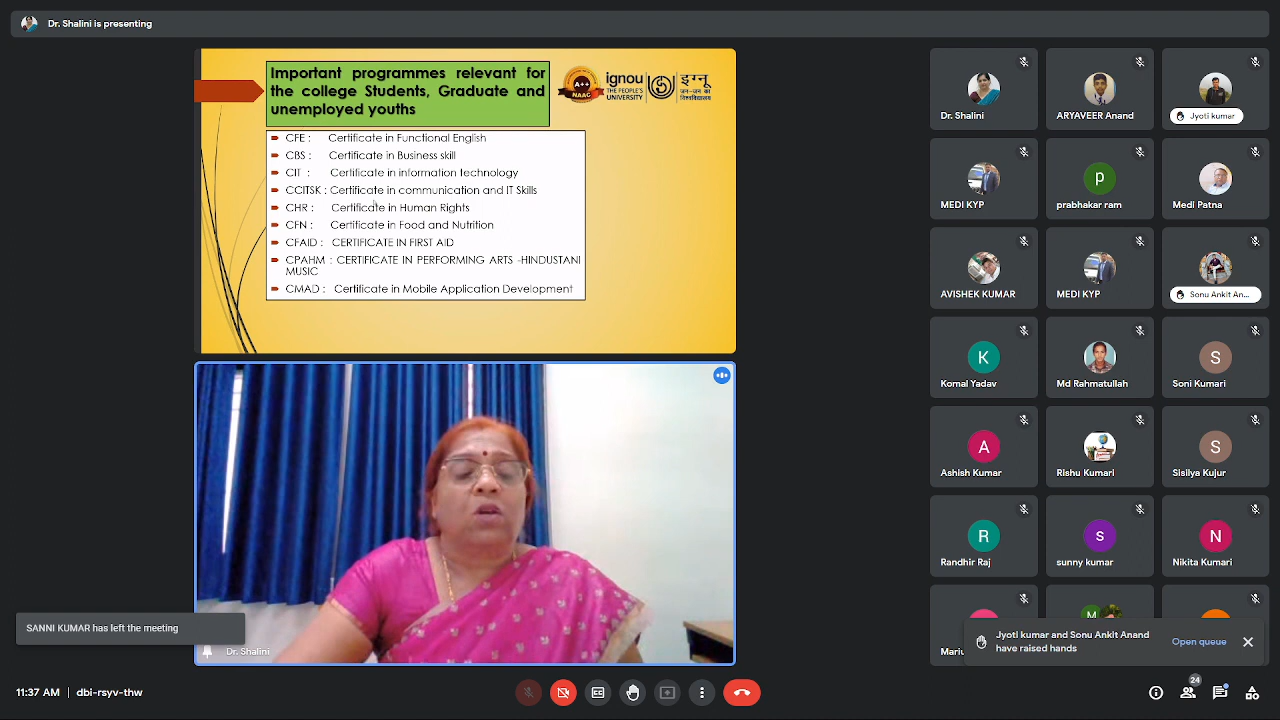 Dr. Shalini is presenting
Important programmes relevant for
the college Students, Graduate and
unemployed youths
A++
NAAC
ignou
THE PEOPLE'S
UNIVERSITY
इग्नू
जन-जन का
विश्वविद्यालय
CFE : Certificate in Functional English
CBS : Certificate in Business skill
CIT : Certificate in information technology
CCITSK : Certificate in communication and IT Skills
CHR : Certificate in Human Rights
CFN : Certificate in Food and Nutrition
CFAID : CERTIFICATE IN FIRST AID
CPAHM : CERTIFICATE IN PERFORMING ARTS -HINDUSTANI
MUSIC
CMAD : Certificate in Mobile Application Development
Dr. Shalini
SANNI KUMAR has left the meeting
Dr. Shalini
ARYAVEER Anand
Jyoti kumar
MEDI KYP
p
prabhakar ram
Medi Patna
AVISHEK KUMAR
MEDI KYP
Sonu Ankit An...
K
Komal Yadav
Md Rahmatullah
S
Soni Kumari
A
Ashish Kumar
Rishu Kumari
S
Sisliya Kujur
R
Randhir Raj
s
sunny kumar
N
Nikita Kumari
M
Jyoti kumar and Sonu Ankit Anand
have raised hands
Open queue
11:37 AM | dbi-rsyv-thw
24